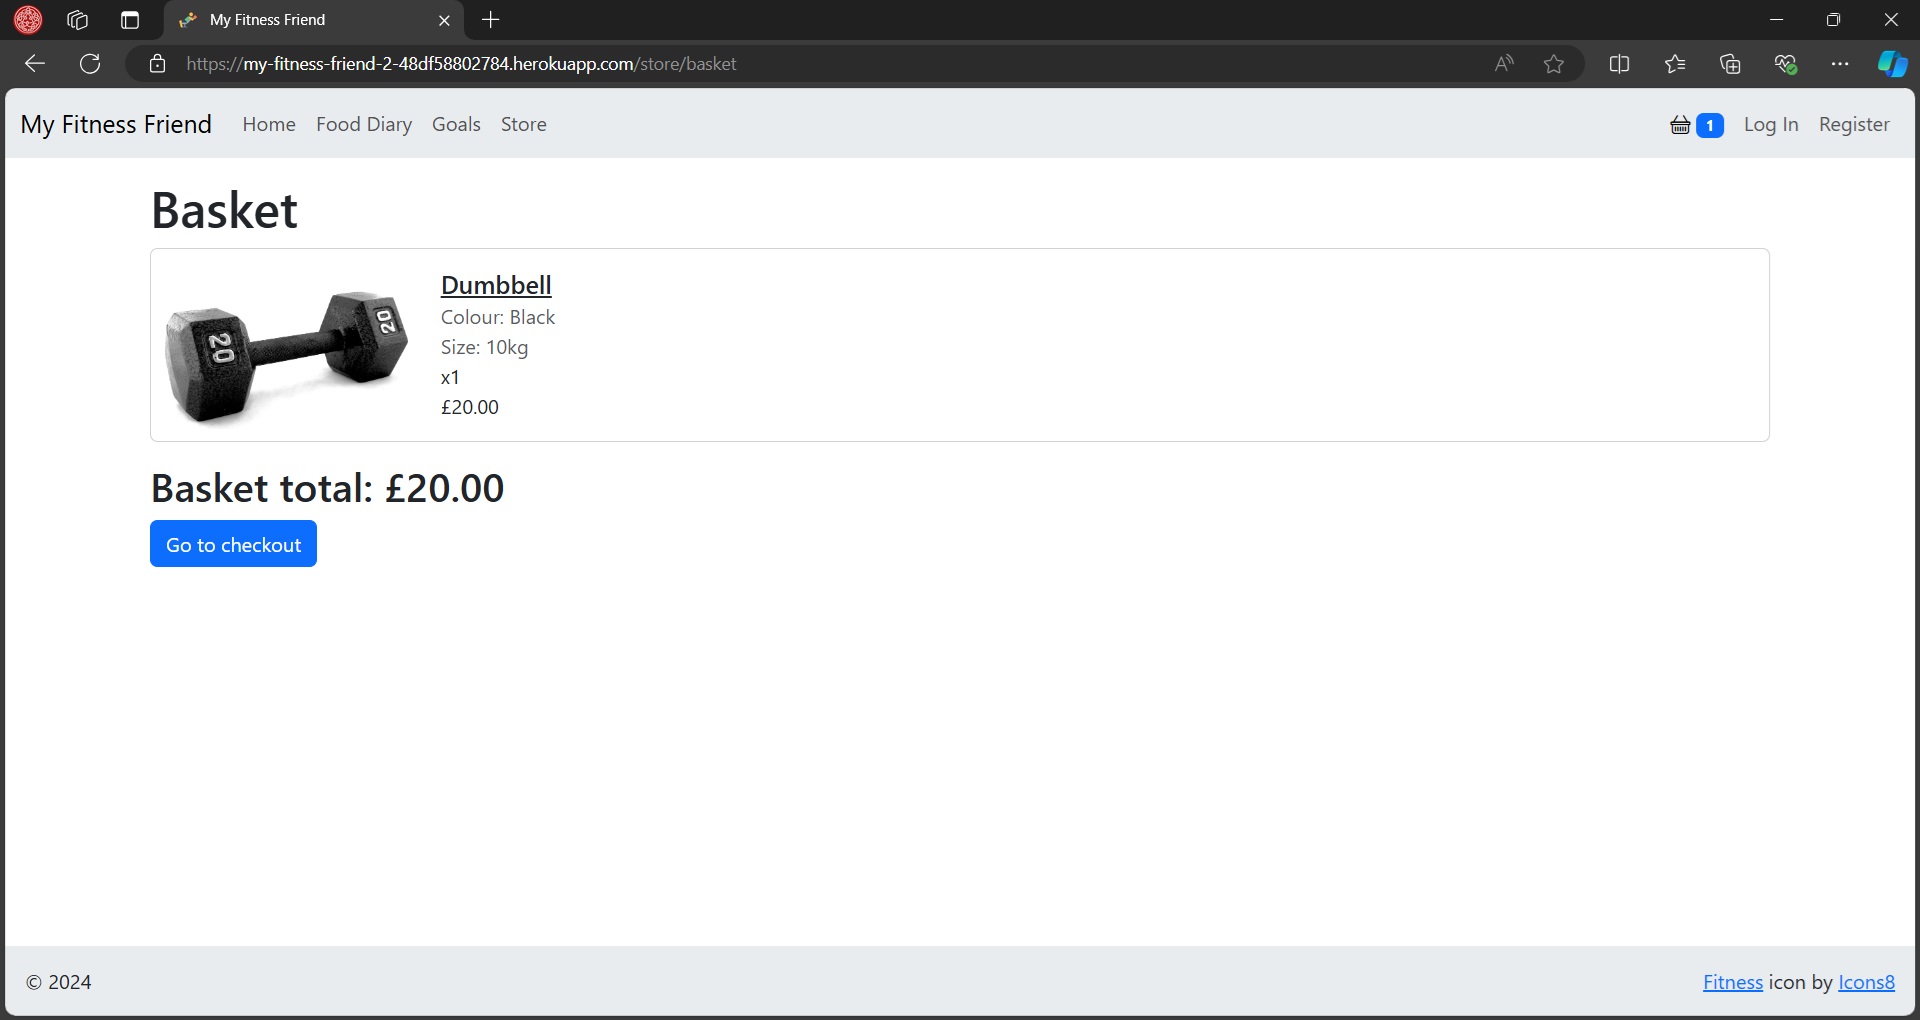 My Fitness Friend
https://my-fitness-friend-2-48df58802784.herokuapp.com/store/basket
My Fitness Friend Home Food Diary Goals Store 1 Log In Register
Basket
Dumbbell
Colour: Black
Size: 10kg
x1
£20.00
20 20
Basket total: £20.00
Go to checkout
© 2024 Fitness icon by Icons8